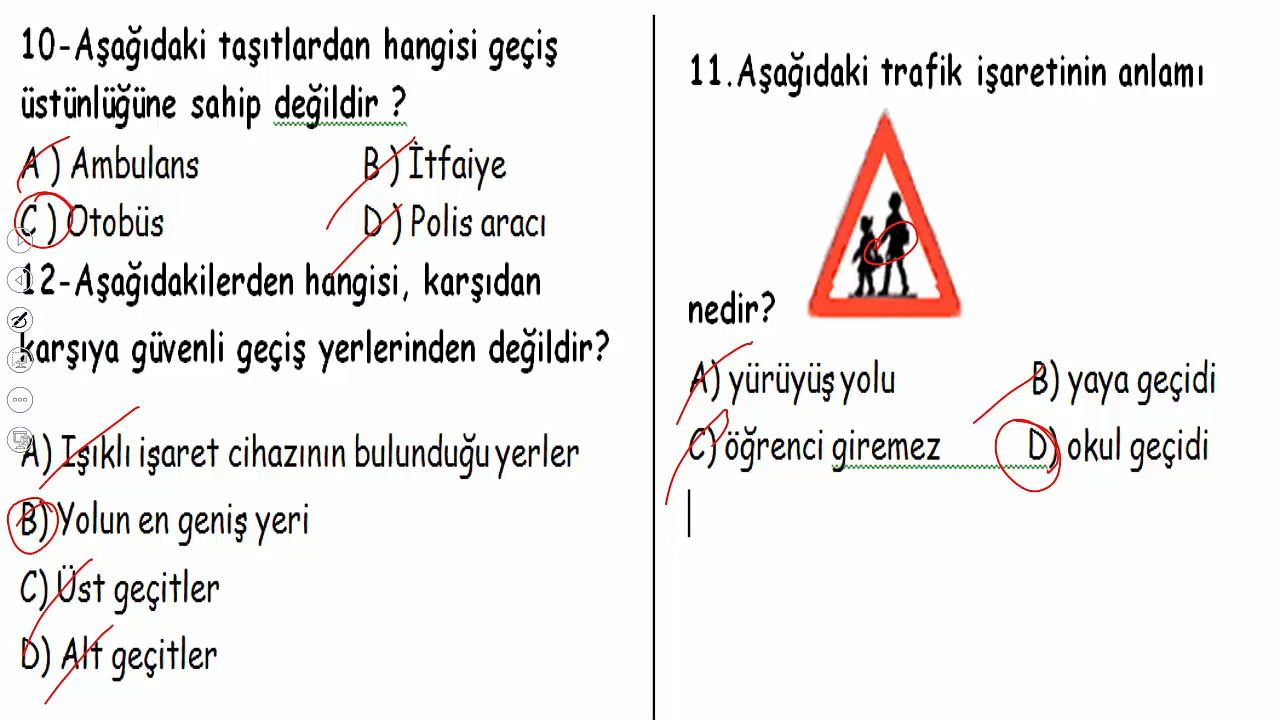 10-Aşağıdaki taşıtlardan hangisi geçiş
üstünlüğüne sahip değildir ?
A ) Ambulans B ) İtfaiye
C ) Otobüs D ) Polis aracı
12-Aşağıdakilerden hangisi, karşıdan
karşıya güvenli geçiş yerlerinden değildir?
A) Işıklı işaret cihazının bulunduğu yerler
B) Yolun en geniş yeri
C) Üst geçitler
D) Alt geçitler
11.Aşağıdaki trafik işaretinin anlamı
nedir?
A) yürüyüş yolu B) yaya geçidi
C) öğrenci giremez D) okul geçidi